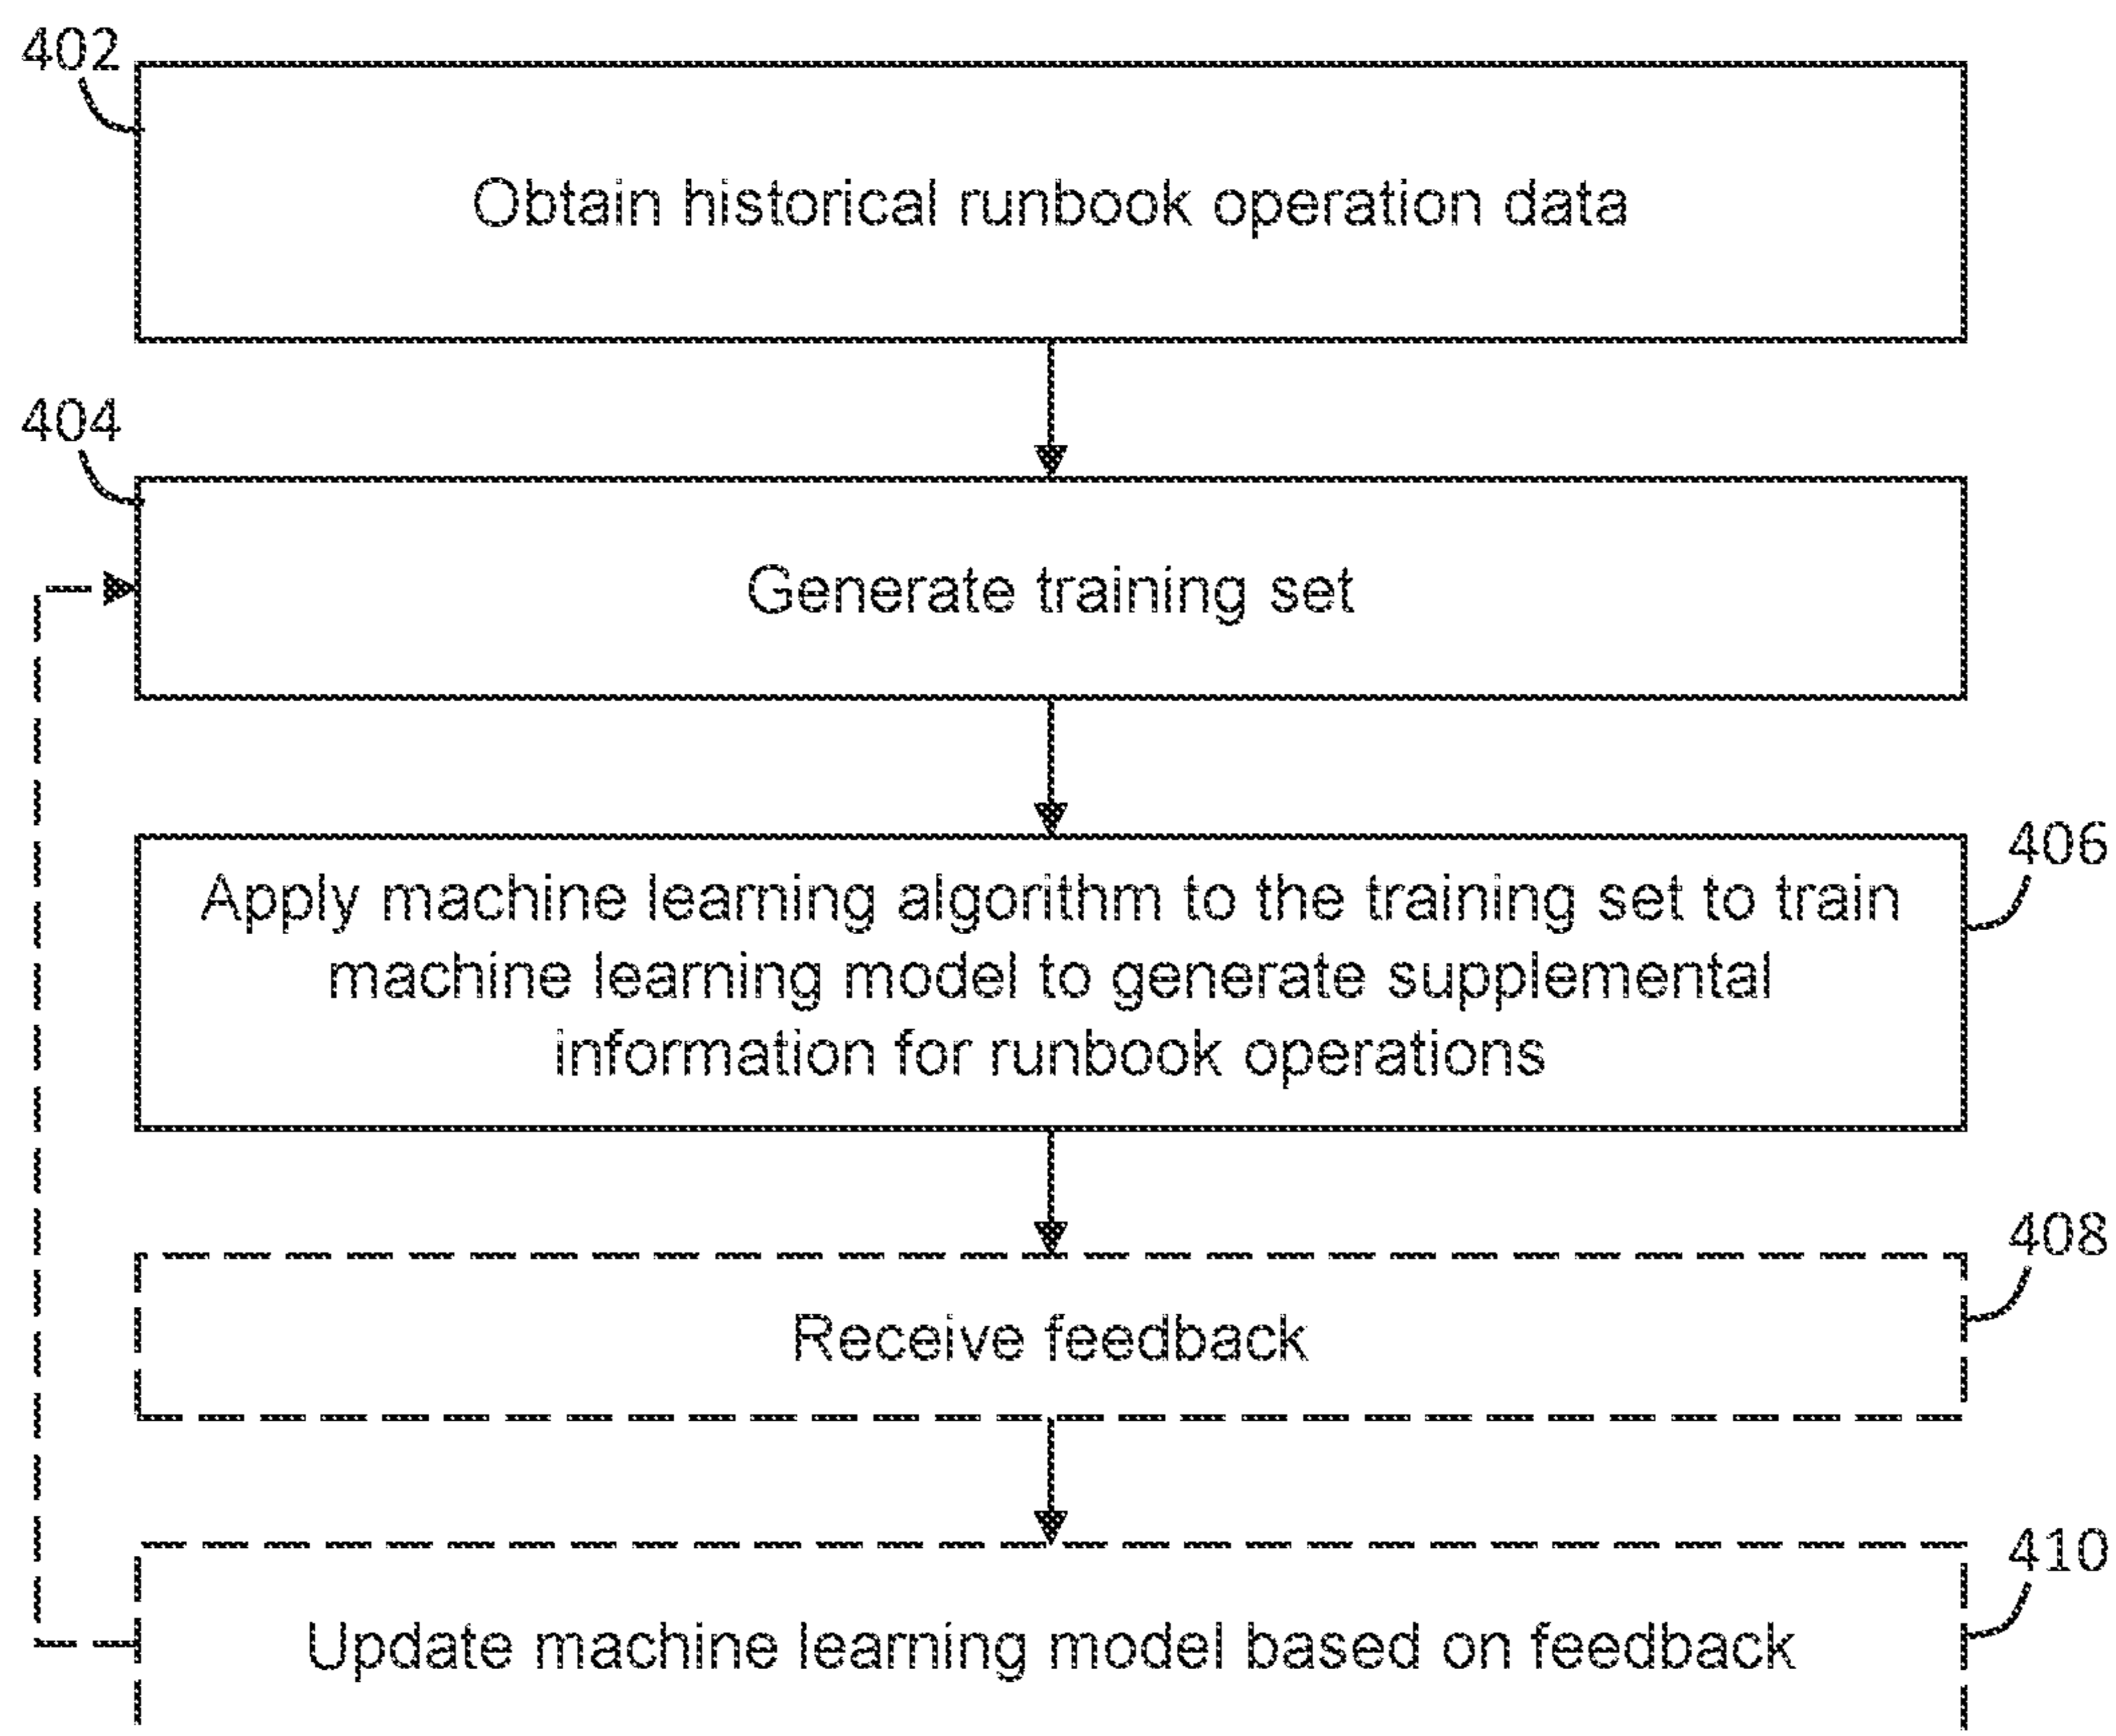 402
Obtain historical runbook operation data
404
Generate training set
406
Apply machine learning algorithm to the training set to train
machine learning model to generate supplemental
information for runbook operations
408
Receive feedback
410
Update machine learning model based on feedback